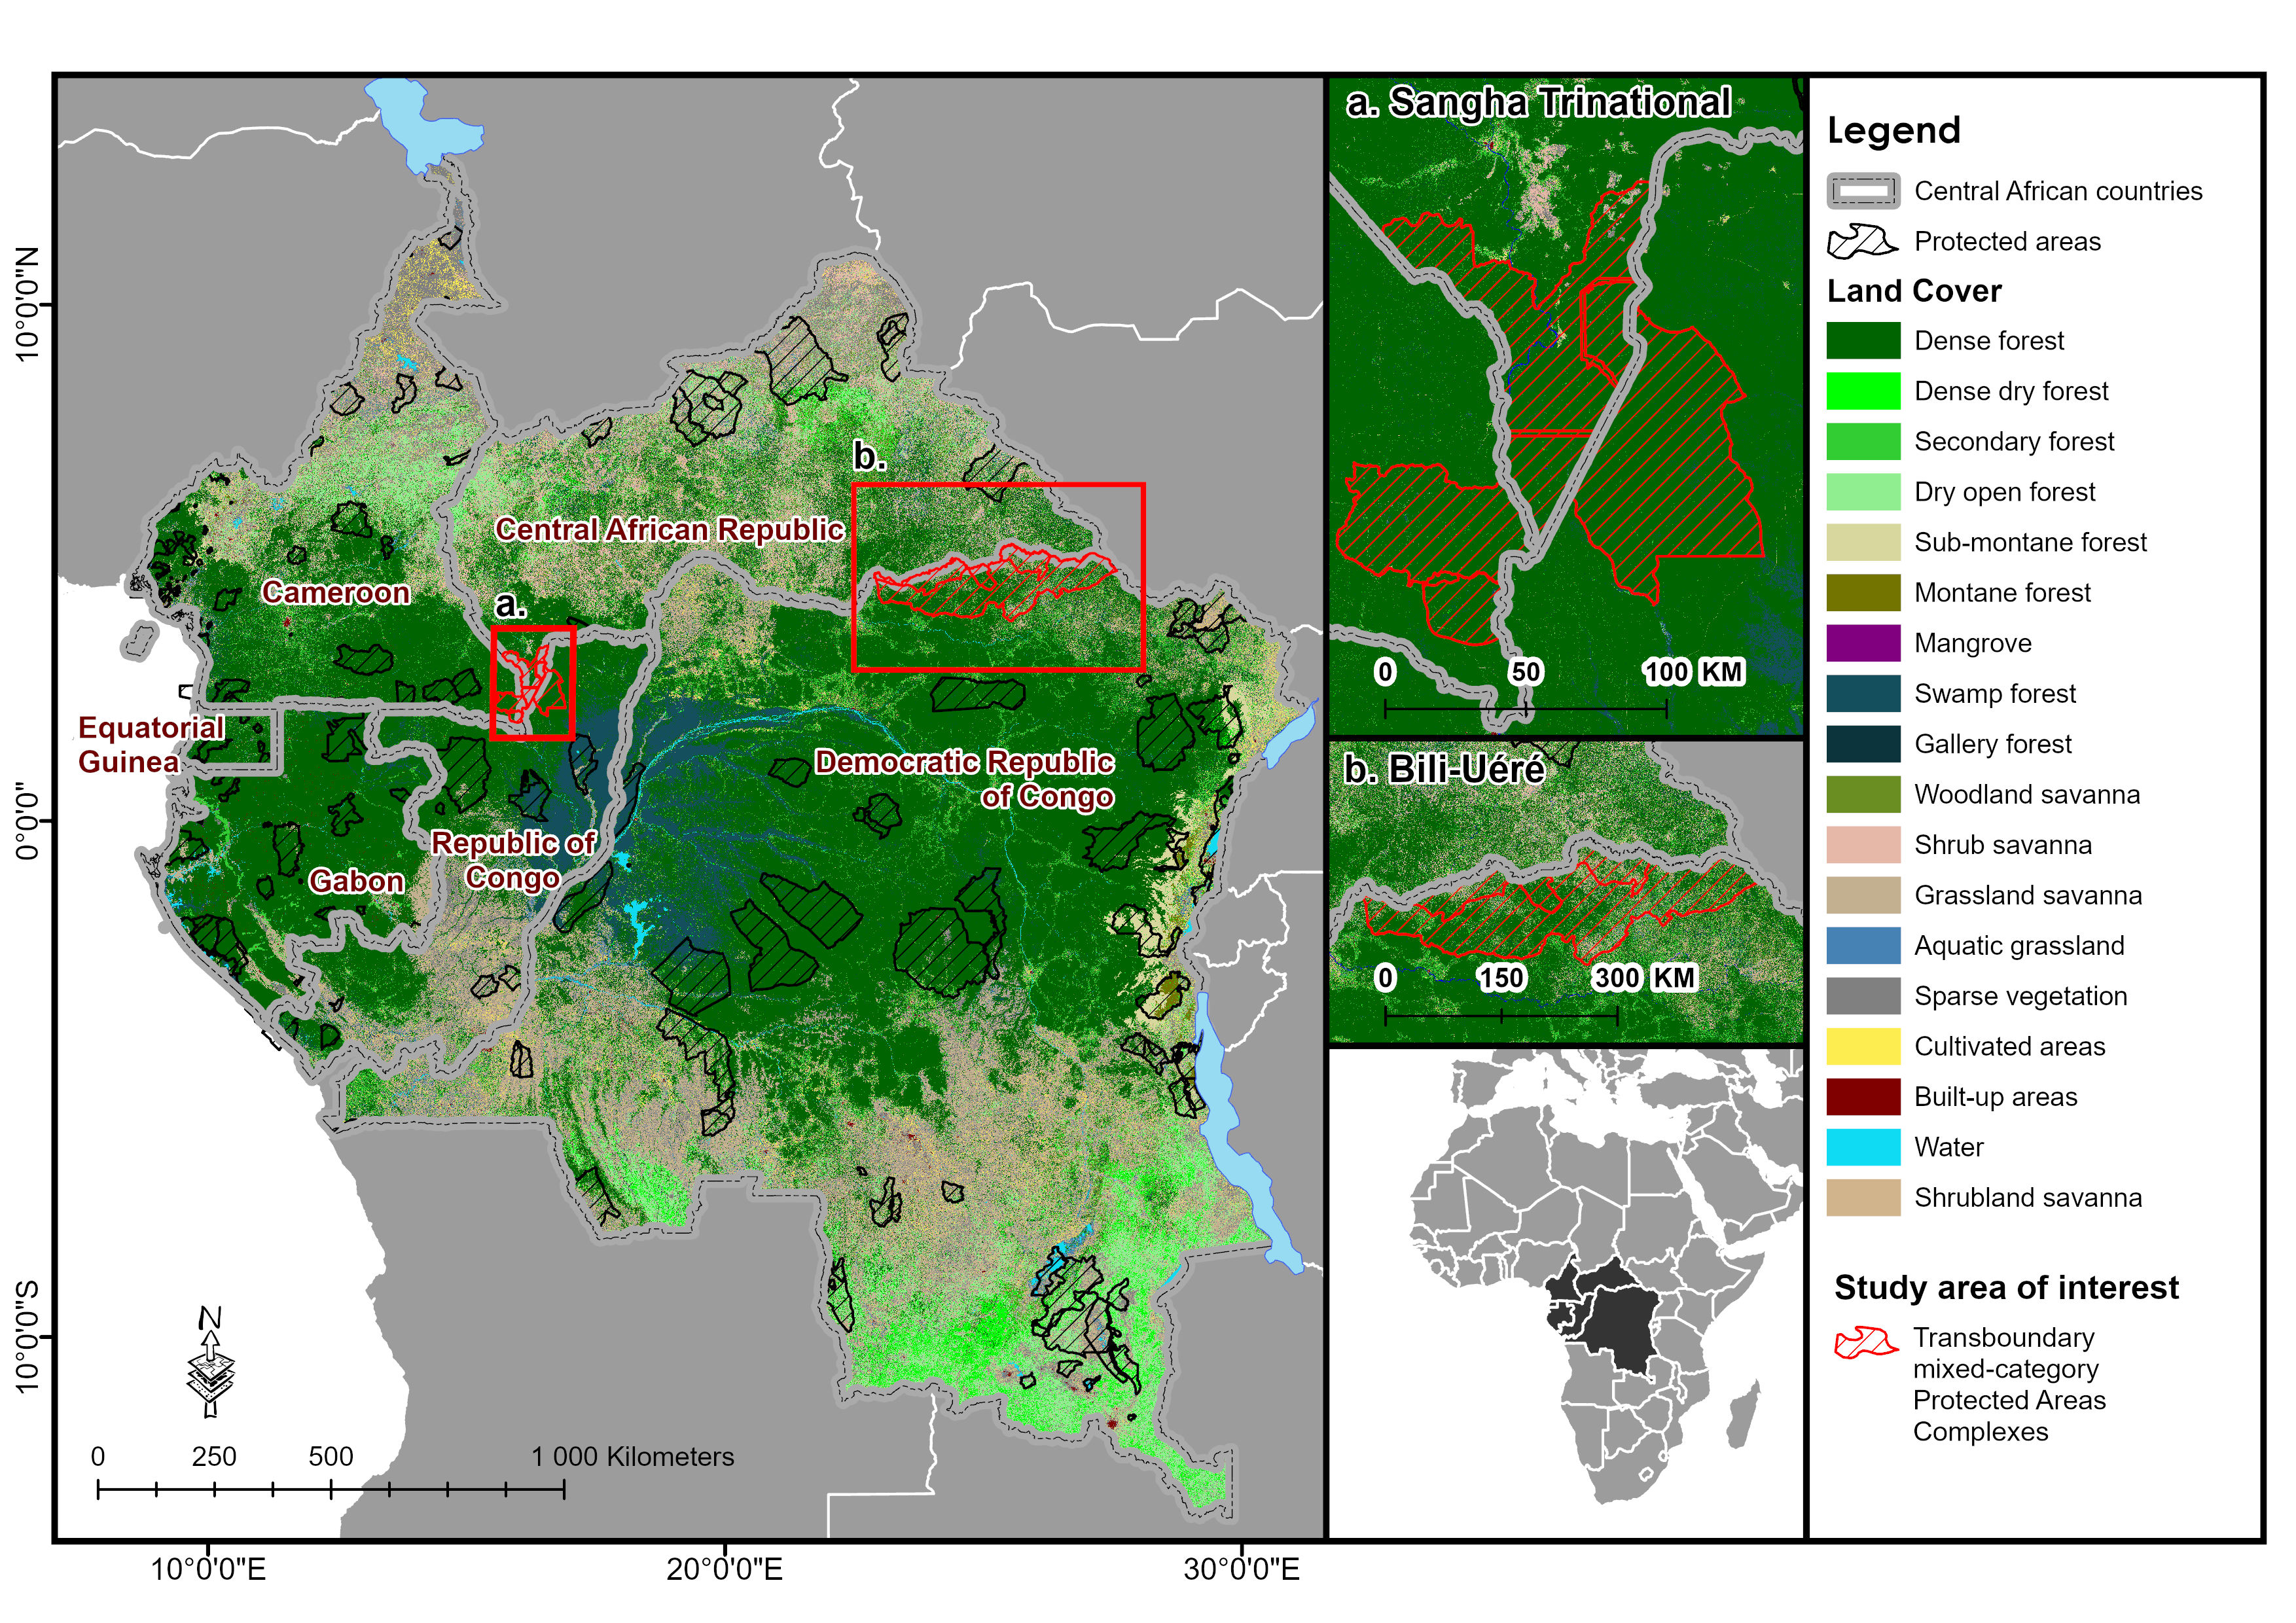 10°0'0"N
0°0'0"
10°0'0"S
10°0'0"E
20°0'0"E
30°0'0"E
b.
Central African Republic
Cameroon
a.
Equatorial
Guinea
Democratic Republic
of Congo
Republic of
Congo
Gabon
N
0 250 500 1 000 Kilometers
a. Sangha Trinational
0 50 100 KM
b. Bili-Uéré
0 150 300 KM
Legend
Central African countries
Protected areas
Land Cover
Dense forest
Dense dry forest
Secondary forest
Dry open forest
Sub-montane forest
Montane forest
Mangrove
Swamp forest
Gallery forest
Woodland savanna
Shrub savanna
Grassland savanna
Aquatic grassland
Sparse vegetation
Cultivated areas
Built-up areas
Water
Shrubland savanna
Study area of interest
Transboundary
mixed-category
Protected Areas
Complexes